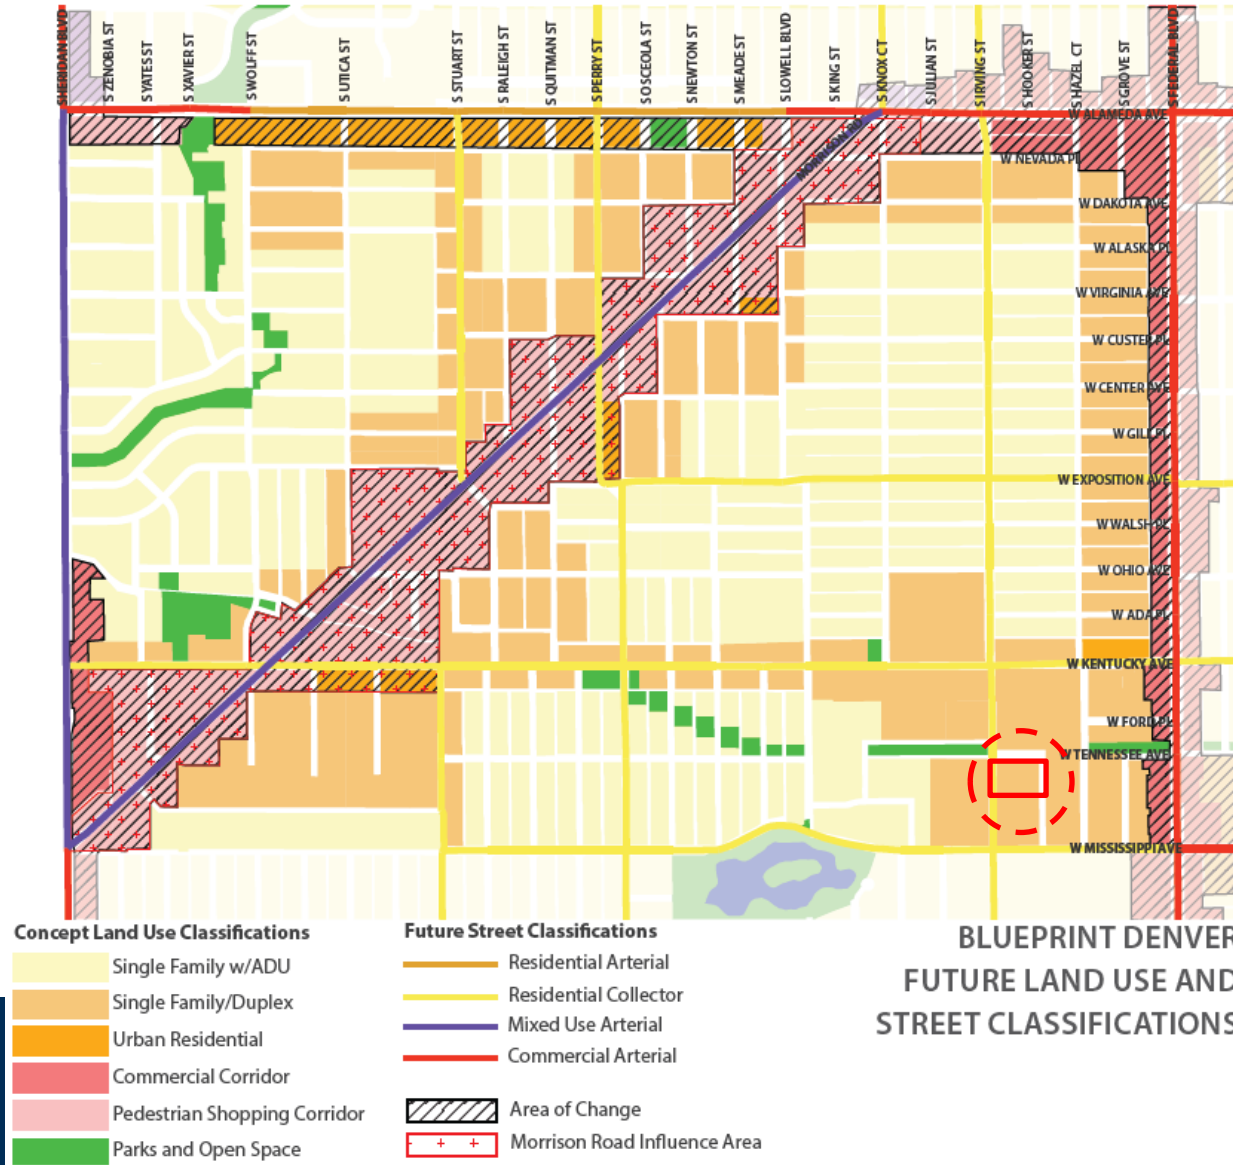 SHERIDAN BLVD
S ZENOBIA ST
S YATES ST
S XAVIER ST
S WOLFF ST
S UTICA ST
S STUART ST
S RALEIGH ST
S QUITMAN ST
S PERRY ST
S OSCEOLA ST
S NEWTON ST
S MEADE ST
S LOWELL BLVD
S KING ST
S KNOX CT
S JULIAN ST
S IRVING ST
S HOOKER ST
S HAZEL CT
S GROVE ST
S FEDERAL BLVD
W ALAMEDA AVE
MORRISON RD
W NEVADA PL
W DAKOTA AVE
W ALASKA PL
W VIRGINIA AVE
W CUSTER PL
W CENTER AVE
W GILL PL
W EXPOSITION AVE
W WALSH PL
W OHIO AVE
W ADA PL
W KENTUCKY AVE
W FORD PL
W TENNESSEE AVE
W MISSISSIPPI AVE
Concept Land Use Classifications
Single Family w/ADU
Single Family/Duplex
Urban Residential
Commercial Corridor
Pedestrian Shopping Corridor
Parks and Open Space
Future Street Classifications
Residential Arterial
Residential Collector
Mixed Use Arterial
Commercial Arterial
Area of Change
Morrison Road Influence Area
BLUEPRINT DENVER
FUTURE LAND USE AND
STREET CLASSIFICATIONS